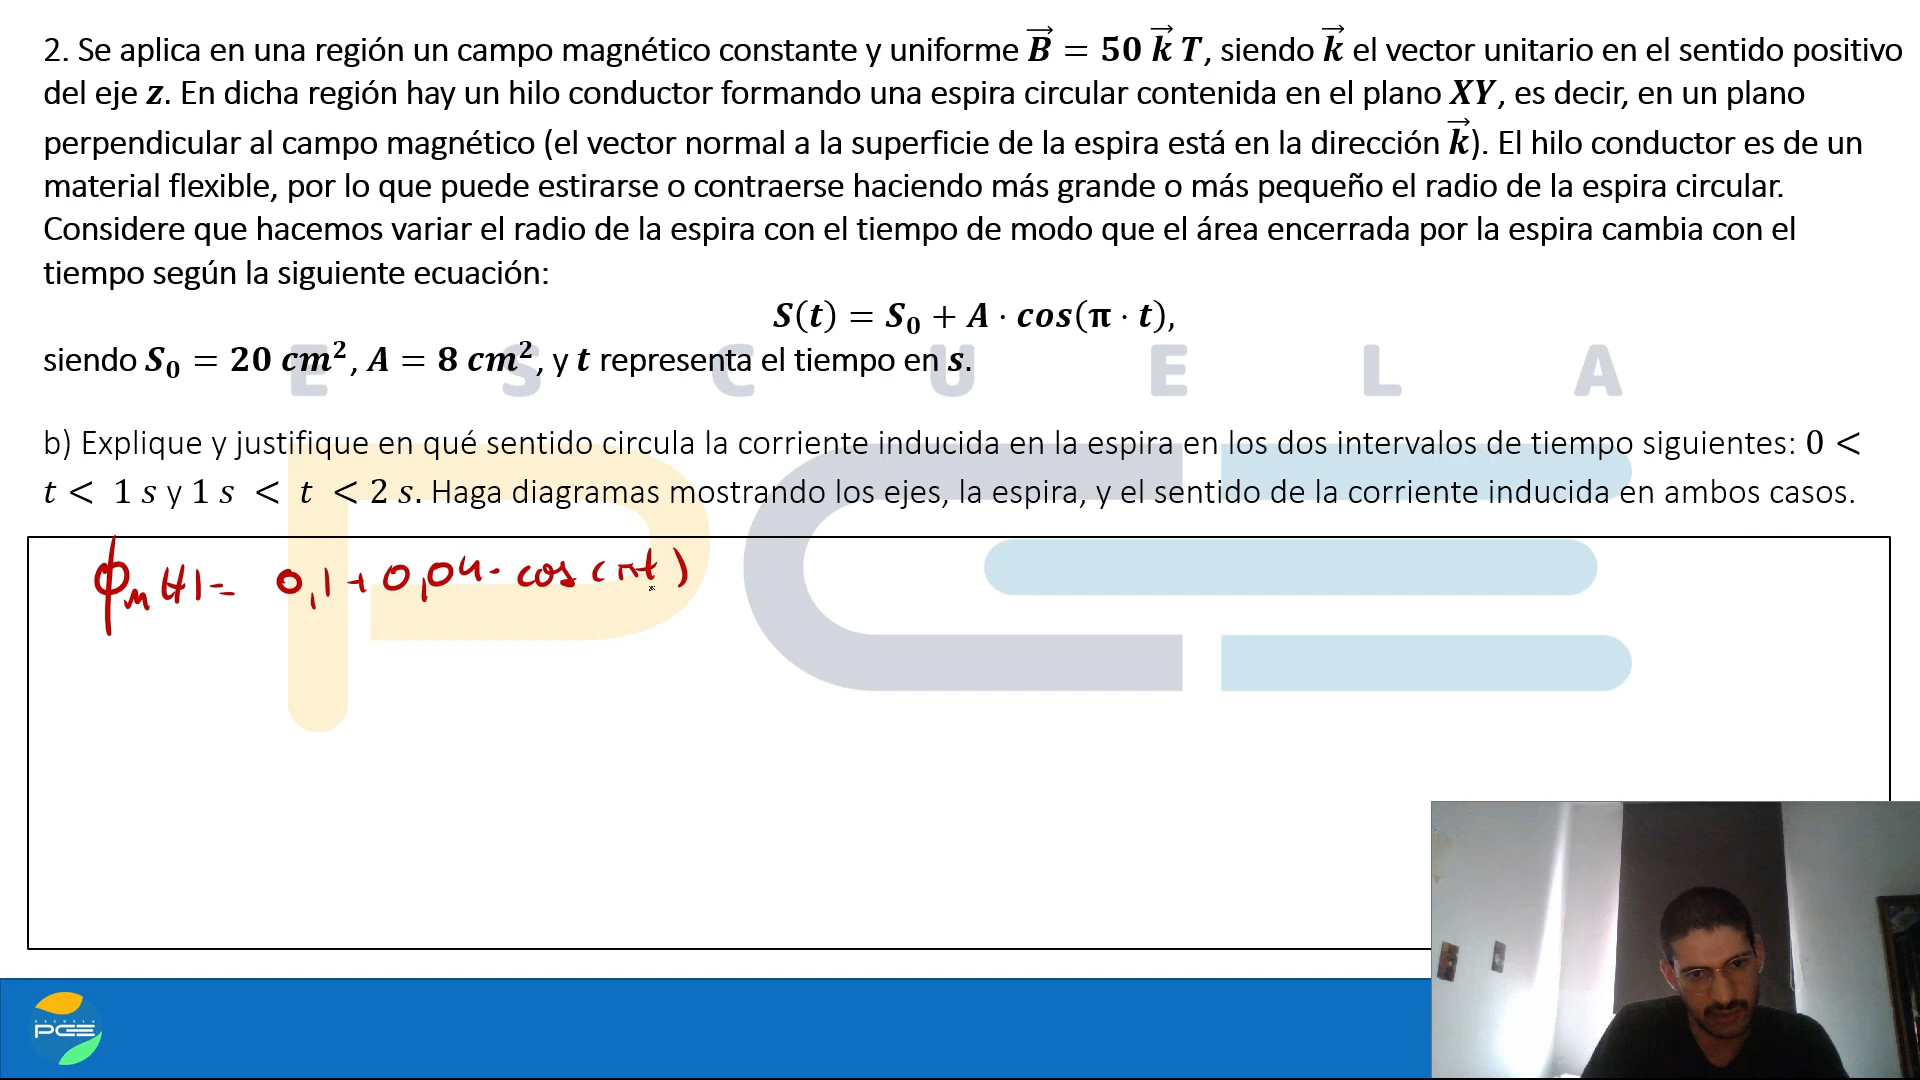 2. Se aplica en una región un campo magnético constante y uniforme B⃗ = 50 k⃗ T, siendo k⃗ el vector unitario en el sentido positivo
del eje z. En dicha región hay un hilo conductor formando una espira circular contenida en el plano XY, es decir, en un plano
perpendicular al campo magnético (el vector normal a la superficie de la espira está en la dirección k⃗). El hilo conductor es de un
material flexible, por lo que puede estirarse o contraerse haciendo más grande o más pequeño el radio de la espira circular.
Considere que hacemos variar el radio de la espira con el tiempo de modo que el área encerrada por la espira cambia con el
tiempo según la siguiente ecuación:
S(t) = S₀ + A · cos(π · t),
siendo S₀ = 20 cm², A = 8 cm², y t representa el tiempo en s.
E S C U E L A
b) Explique y justifique en qué sentido circula la corriente inducida en la espira en los dos intervalos de tiempo siguientes: 0 <
t < 1 s y 1 s < t < 2 s. Haga diagramas mostrando los ejes, la espira, y el sentido de la corriente inducida en ambos casos.
PCE
ϕm(t) = 0,1 + 0,04 · cos(πt)
ESCUELA
PCE